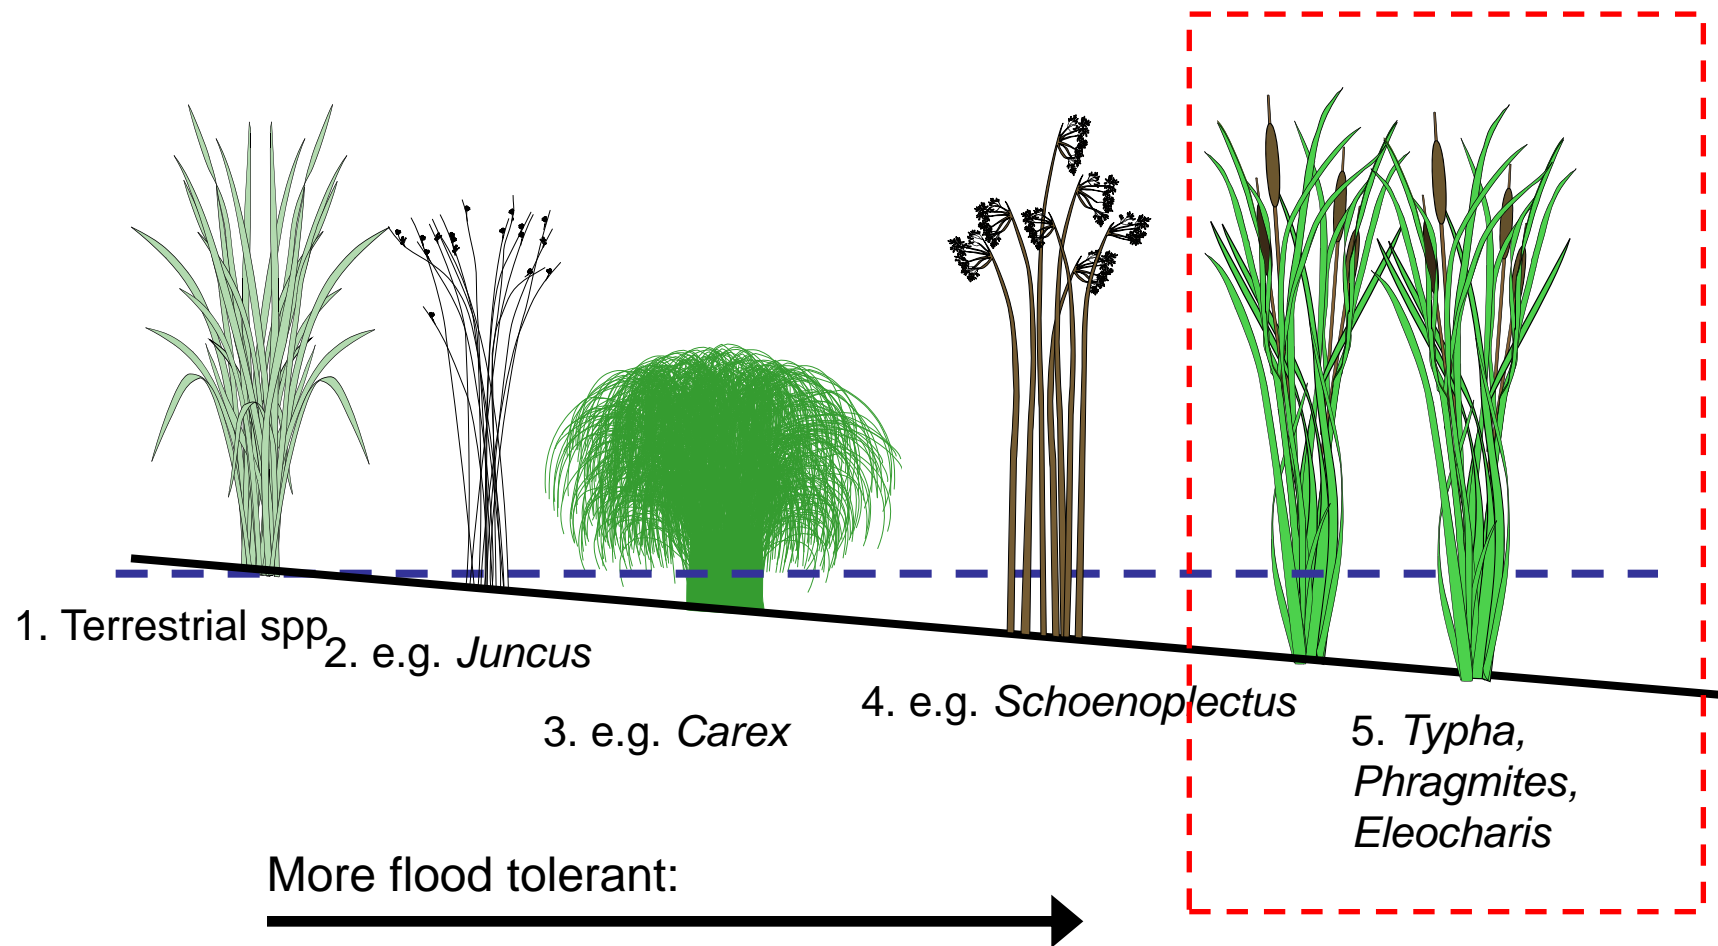 1. Terrestrial spp
2. e.g. Juncus
3. e.g. Carex
4. e.g. Schoenoplectus
5. Typha,
Phragmites,
Eleocharis
More flood tolerant: